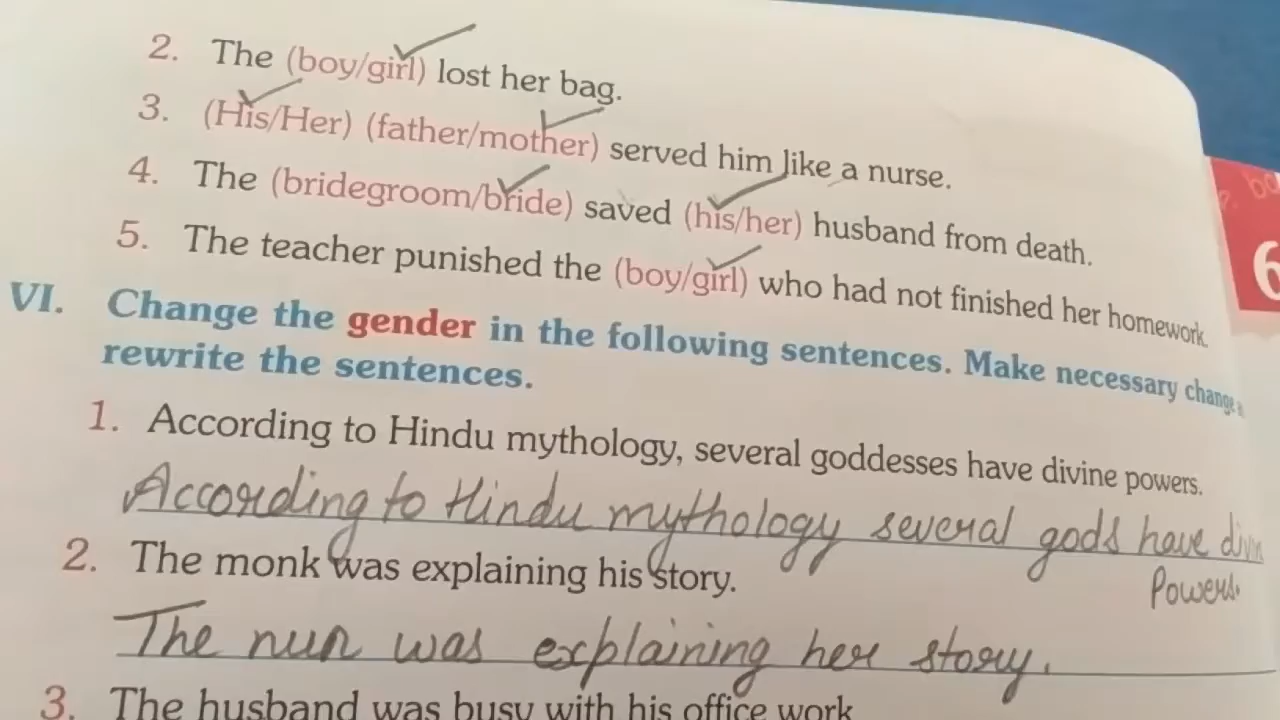 2. The (boy/girl) lost her bag.
3. (His/Her) (father/mother) served him like a nurse.
4. The (bridegroom/bride) saved (his/her) husband from death.
5. The teacher punished the (boy/girl) who had not finished her homework.
6
VI. Change the gender in the following sentences. Make necessary change
rewrite the sentences.
1. According to Hindu mythology, several goddesses have divine powers.
According to Hindu mythology several gods have divin
Powers.
2. The monk was explaining his story.
The nun was explaining her story.
3. The husband was busy with his office work